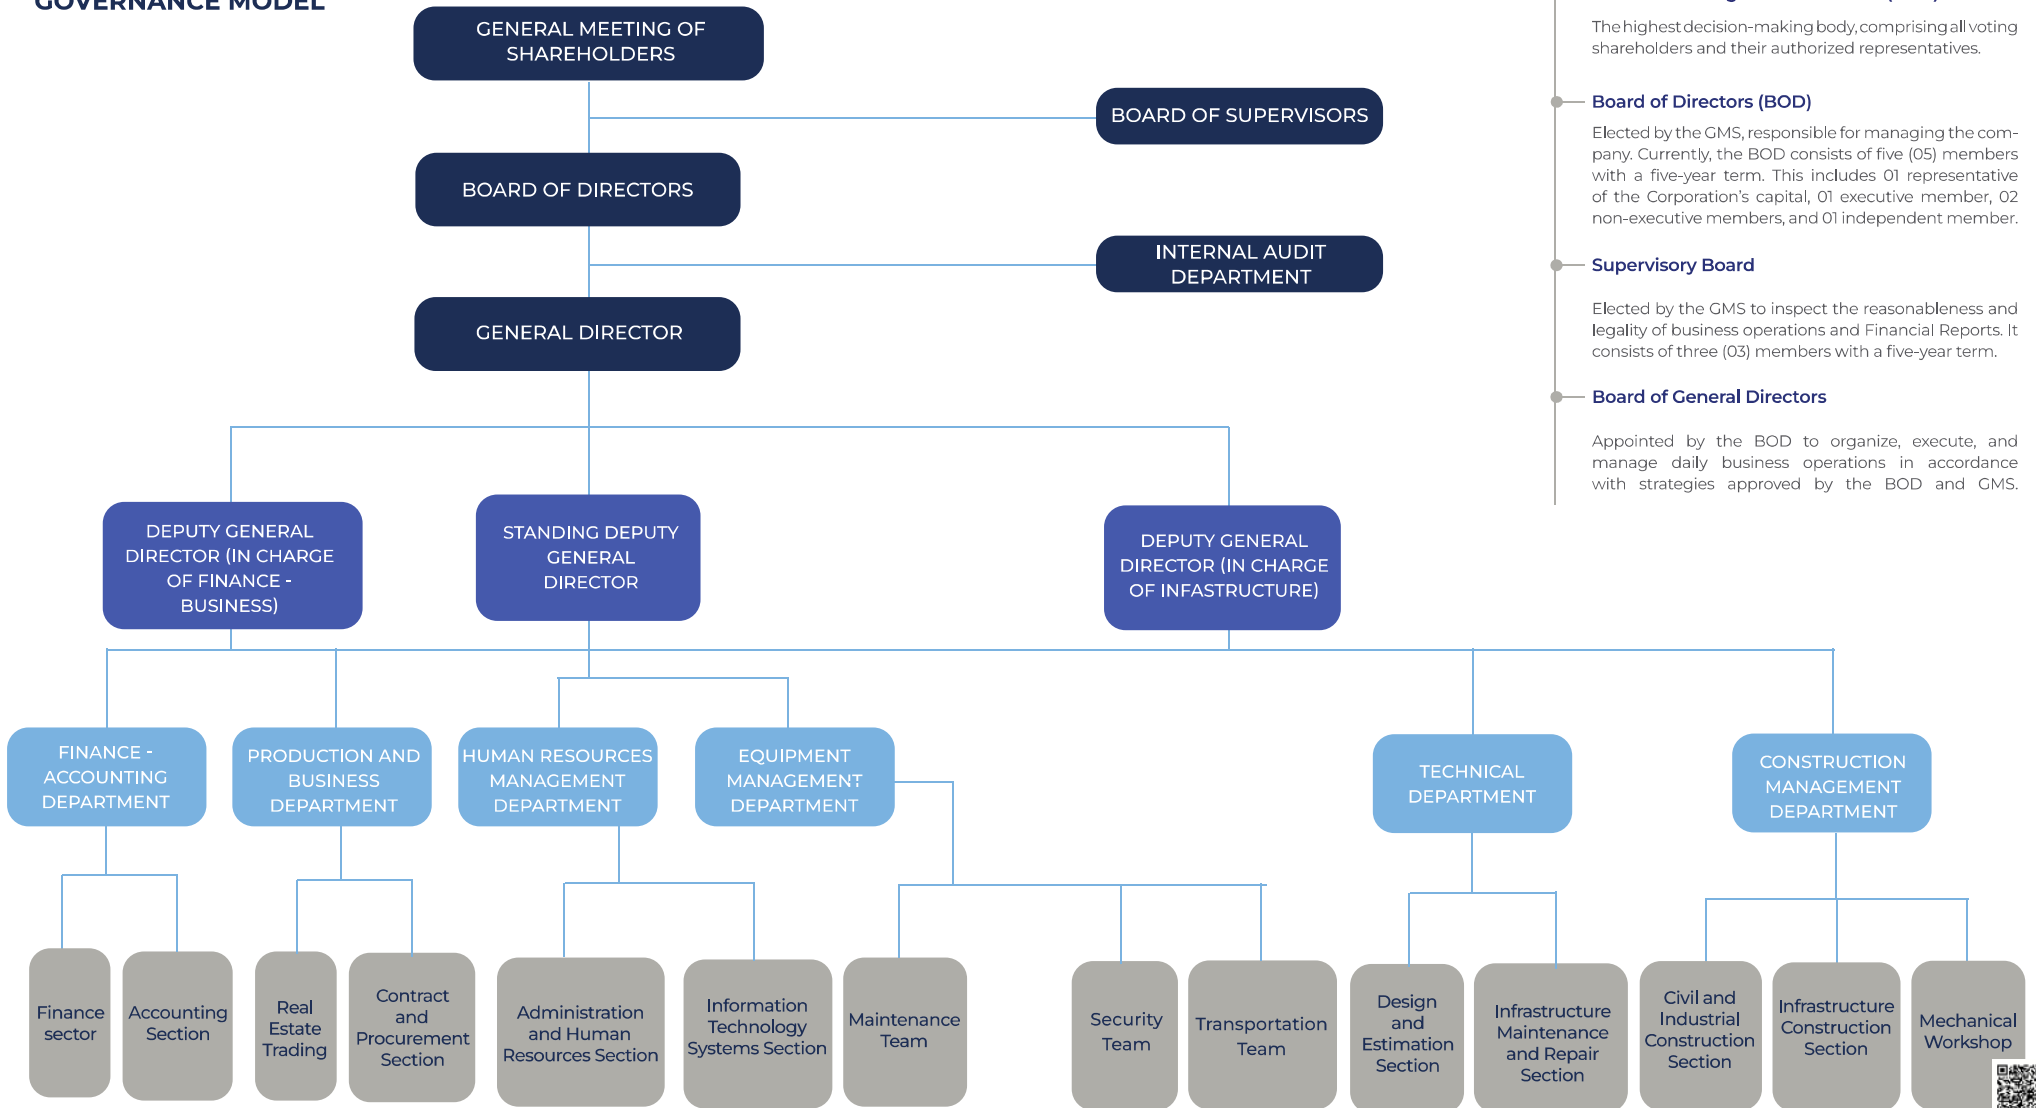 GOVERNANCE MODEL
GENERAL MEETING OF
SHAREHOLDERS
BOARD OF SUPERVISORS
BOARD OF DIRECTORS
INTERNAL AUDIT
DEPARTMENT
GENERAL DIRECTOR
DEPUTY GENERAL
DIRECTOR (IN CHARGE
OF FINANCE -
BUSINESS)
STANDING DEPUTY
GENERAL
DIRECTOR
DEPUTY GENERAL
DIRECTOR (IN CHARGE
OF INFASTRUCTURE)
FINANCE -
ACCOUNTING
DEPARTMENT
PRODUCTION AND
BUSINESS
DEPARTMENT
HUMAN RESOURCES
MANAGEMENT
DEPARTMENT
EQUIPMENT
MANAGEMENT
DEPARTMENT
TECHNICAL
DEPARTMENT
CONSTRUCTION
MANAGEMENT
DEPARTMENT
Finance
sector
Accounting
Section
Real
Estate
Trading
Contract
and
Procurement
Section
Administration
and Human
Resources Section
Information
Technology
Systems Section
Maintenance
Team
Security
Team
Transportation
Team
Design
and
Estimation
Section
Infrastructure
Maintenance
and Repair
Section
Civil and
Industrial
Construction
Section
Infrastructure
Construction
Section
Mechanical
Workshop
The highest decision-making body, comprising all voting
shareholders and their authorized representatives.
Board of Directors (BOD)
Elected by the GMS, responsible for managing the com-
pany. Currently, the BOD consists of five (05) members
with a five-year term. This includes 01 representative
of the Corporation's capital, 01 executive member, 02
non-executive members, and 01 independent member.
Supervisory Board
Elected by the GMS to inspect the reasonableness and
legality of business operations and Financial Reports. It
consists of three (03) members with a five-year term.
Board of General Directors
Appointed by the BOD to organize, execute, and
manage daily business operations in accordance
with strategies approved by the BOD and GMS.